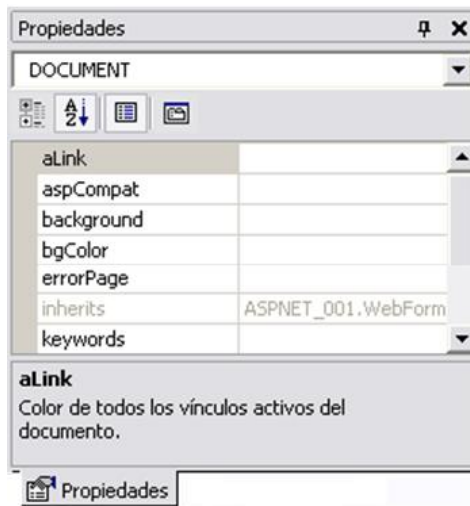 Propiedades
DOCUMENT
aLink
aspCompat
background
bgColor
errorPage
inherits ASPNET_001.WebForm
keywords
aLink
Color de todos los vínculos activos del
documento.
Propiedades